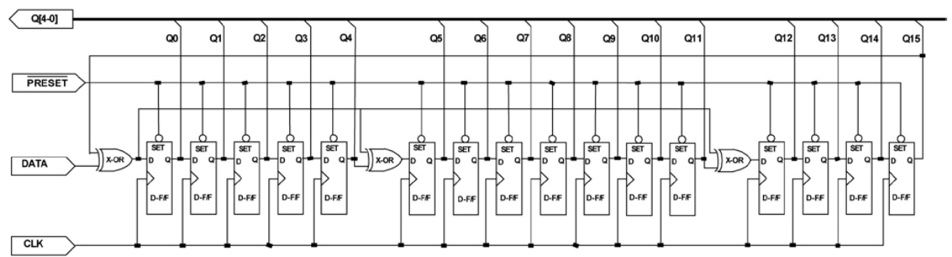 Q[4-0]
Q0 Q1 Q2 Q3 Q4 Q5 Q6 Q7 Q8 Q9 Q10 Q11 Q12 Q13 Q14 Q15
PRESET
SET SET SET SET SET SET SET SET SET SET SET SET SET SET SET SET
DATA X-OR D Q D Q D Q D Q D Q X-OR D Q D Q D Q D Q D Q D Q D Q X-OR D Q D Q D Q D Q
D-F/F D-F/F D-F/F D-F/F D-F/F D-F/F D-F/F D-F/F D-F/F D-F/F D-F/F D-F/F D-F/F D-F/F D-F/F D-F/F
CLK